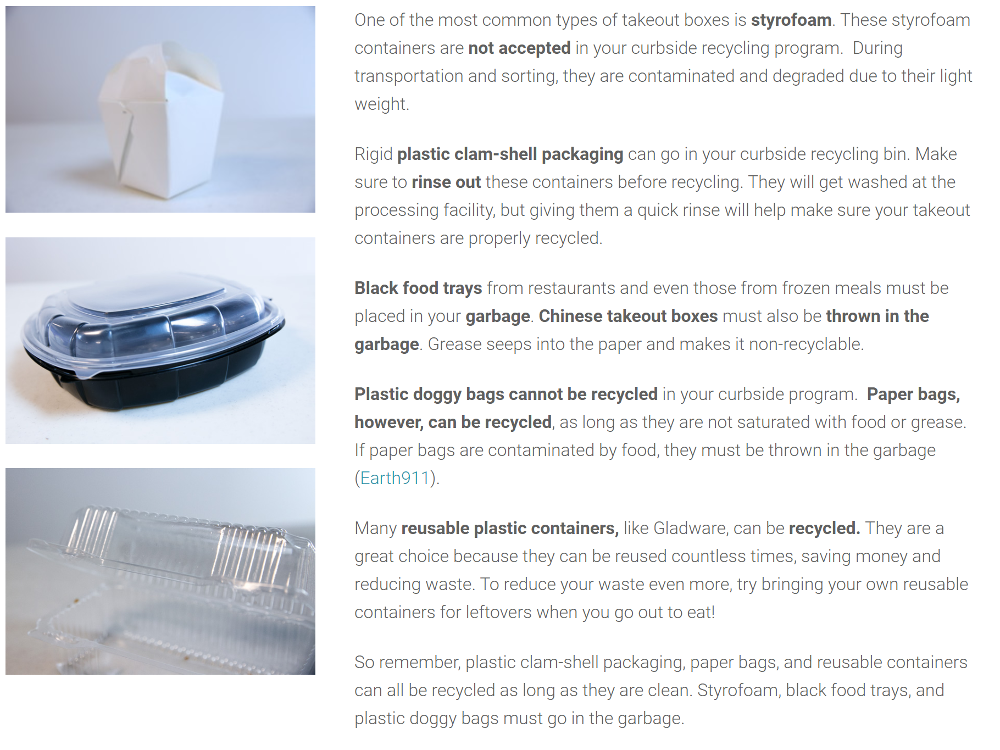 One of the most common types of takeout boxes is styrofoam. These styrofoam
containers are not accepted in your curbside recycling program.  During
transportation and sorting, they are contaminated and degraded due to their light
weight.
Rigid plastic clam-shell packaging can go in your curbside recycling bin. Make
sure to rinse out these containers before recycling. They will get washed at the
processing facility, but giving them a quick rinse will help make sure your takeout
containers are properly recycled.
Black food trays from restaurants and even those from frozen meals must be
placed in your garbage. Chinese takeout boxes must also be thrown in the
garbage. Grease seeps into the paper and makes it non-recyclable.
Plastic doggy bags cannot be recycled in your curbside program.  Paper bags,
however, can be recycled, as long as they are not saturated with food or grease.
If paper bags are contaminated by food, they must be thrown in the garbage
(Earth911).
Many reusable plastic containers, like Gladware, can be recycled. They are a
great choice because they can be reused countless times, saving money and
reducing waste. To reduce your waste even more, try bringing your own reusable
containers for leftovers when you go out to eat!
So remember, plastic clam-shell packaging, paper bags, and reusable containers
can all be recycled as long as they are clean. Styrofoam, black food trays, and
plastic doggy bags must go in the garbage.